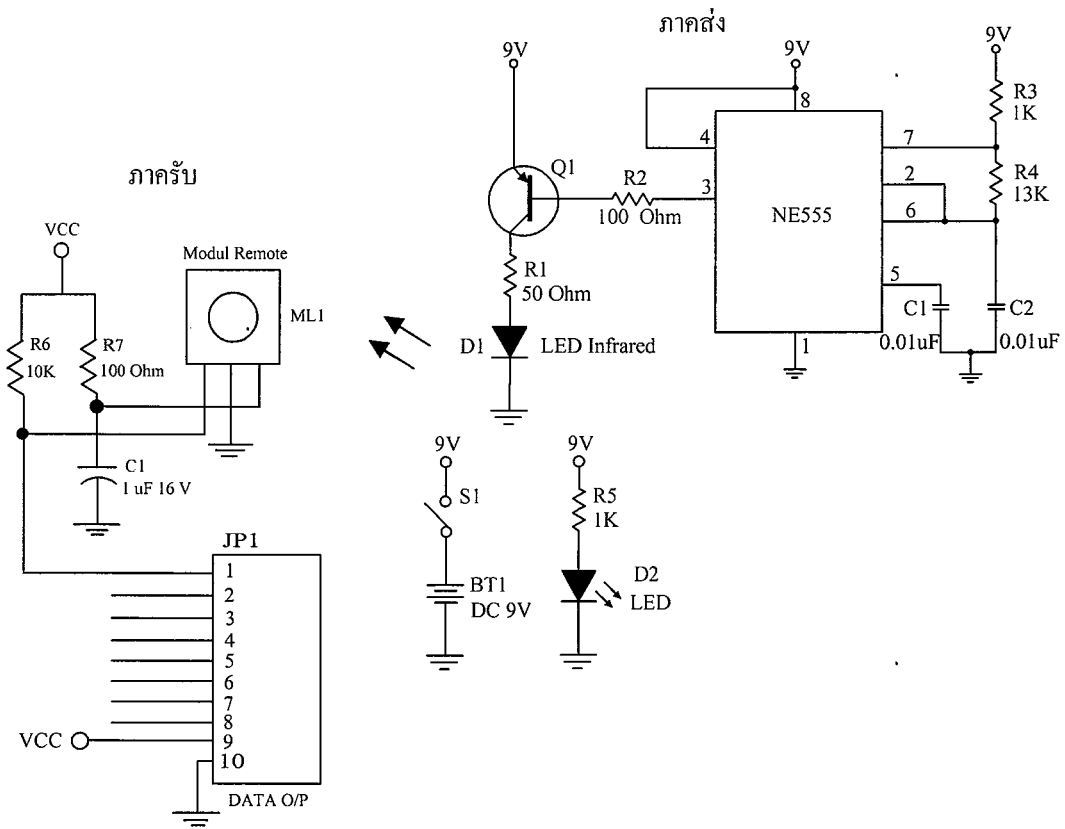 ภาคส่ง
9V
9V
9V
R3
1K
8
4
7
Q1
R2
100 Ohm
3
NE555
2
R4
13K
6
ภาครับ
VCC
Modul Remote
ML1
R1
50 Ohm
5
C1
0.01uF
C2
0.01uF
R6
10K
R7
100 Ohm
D1
LED Infrared
1
C1
1 uF 16 V
9V
S1
BT1
DC 9V
9V
R5
1K
D2
LED
JP1
1
2
3
4
5
6
7
8
VCC
9
10
DATA O/P